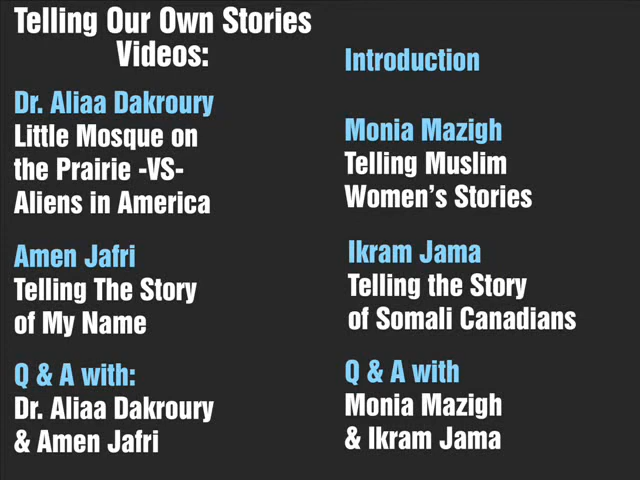 Telling Our Own Stories
Videos:
Dr. Aliaa Dakroury
Little Mosque on
the Prairie -VS-
Aliens in America
Amen Jafri
Telling The Story
of My Name
Q & A with:
Dr. Aliaa Dakroury
& Amen Jafri
Introduction
Monia Mazigh
Telling Muslim
Women's Stories
Ikram Jama
Telling the Story
of Somali Canadians
Q & A with
Monia Mazigh
& Ikram Jama